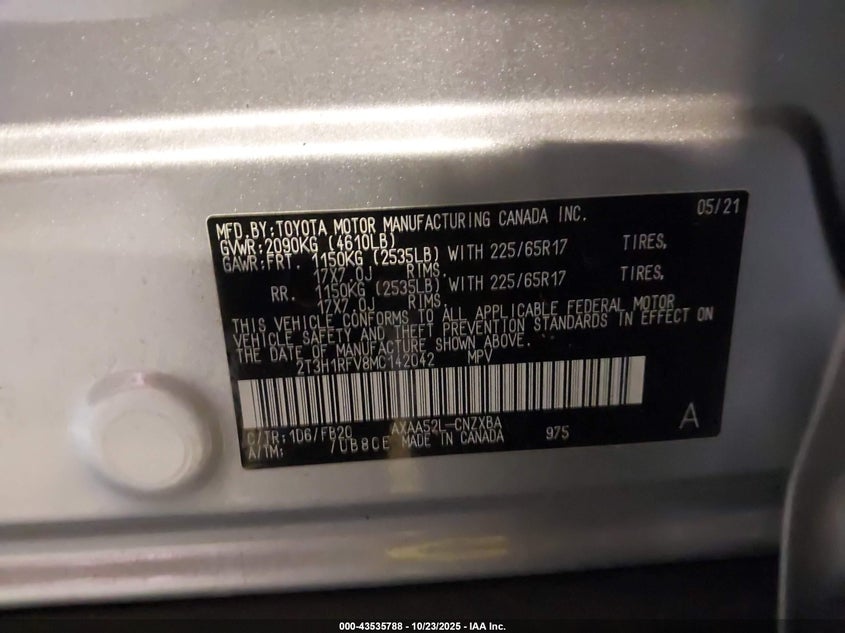 MFD.BY:TOYOTA MOTOR MANUFACTURING CANADA INC. 05/21
GVWR:2090KG (4610LB)
GAWR:FRT. 1150KG (2535LB) WITH 225/65R17 TIRES,
17X7.0J RIMS.
RR. 1150KG (2535LB) WITH 225/65R17 TIRES,
17X7.0J RIMS.
THIS VEHICLE CONFORMS TO ALL APPLICABLE FEDERAL MOTOR
VEHICLE SAFETY AND THEFT PREVENTION STANDARDS IN EFFECT ON
THE DATE OF MANUFACTURE SHOWN ABOVE.
2T3H1RFV8MC142042 MPV
C/TR:1D6/FB20 AXAA52L-CNZXBA A
A/TM: /UB8CE MADE IN CANADA 975
000-43535788 - 10/23/2025 - IAA Inc.